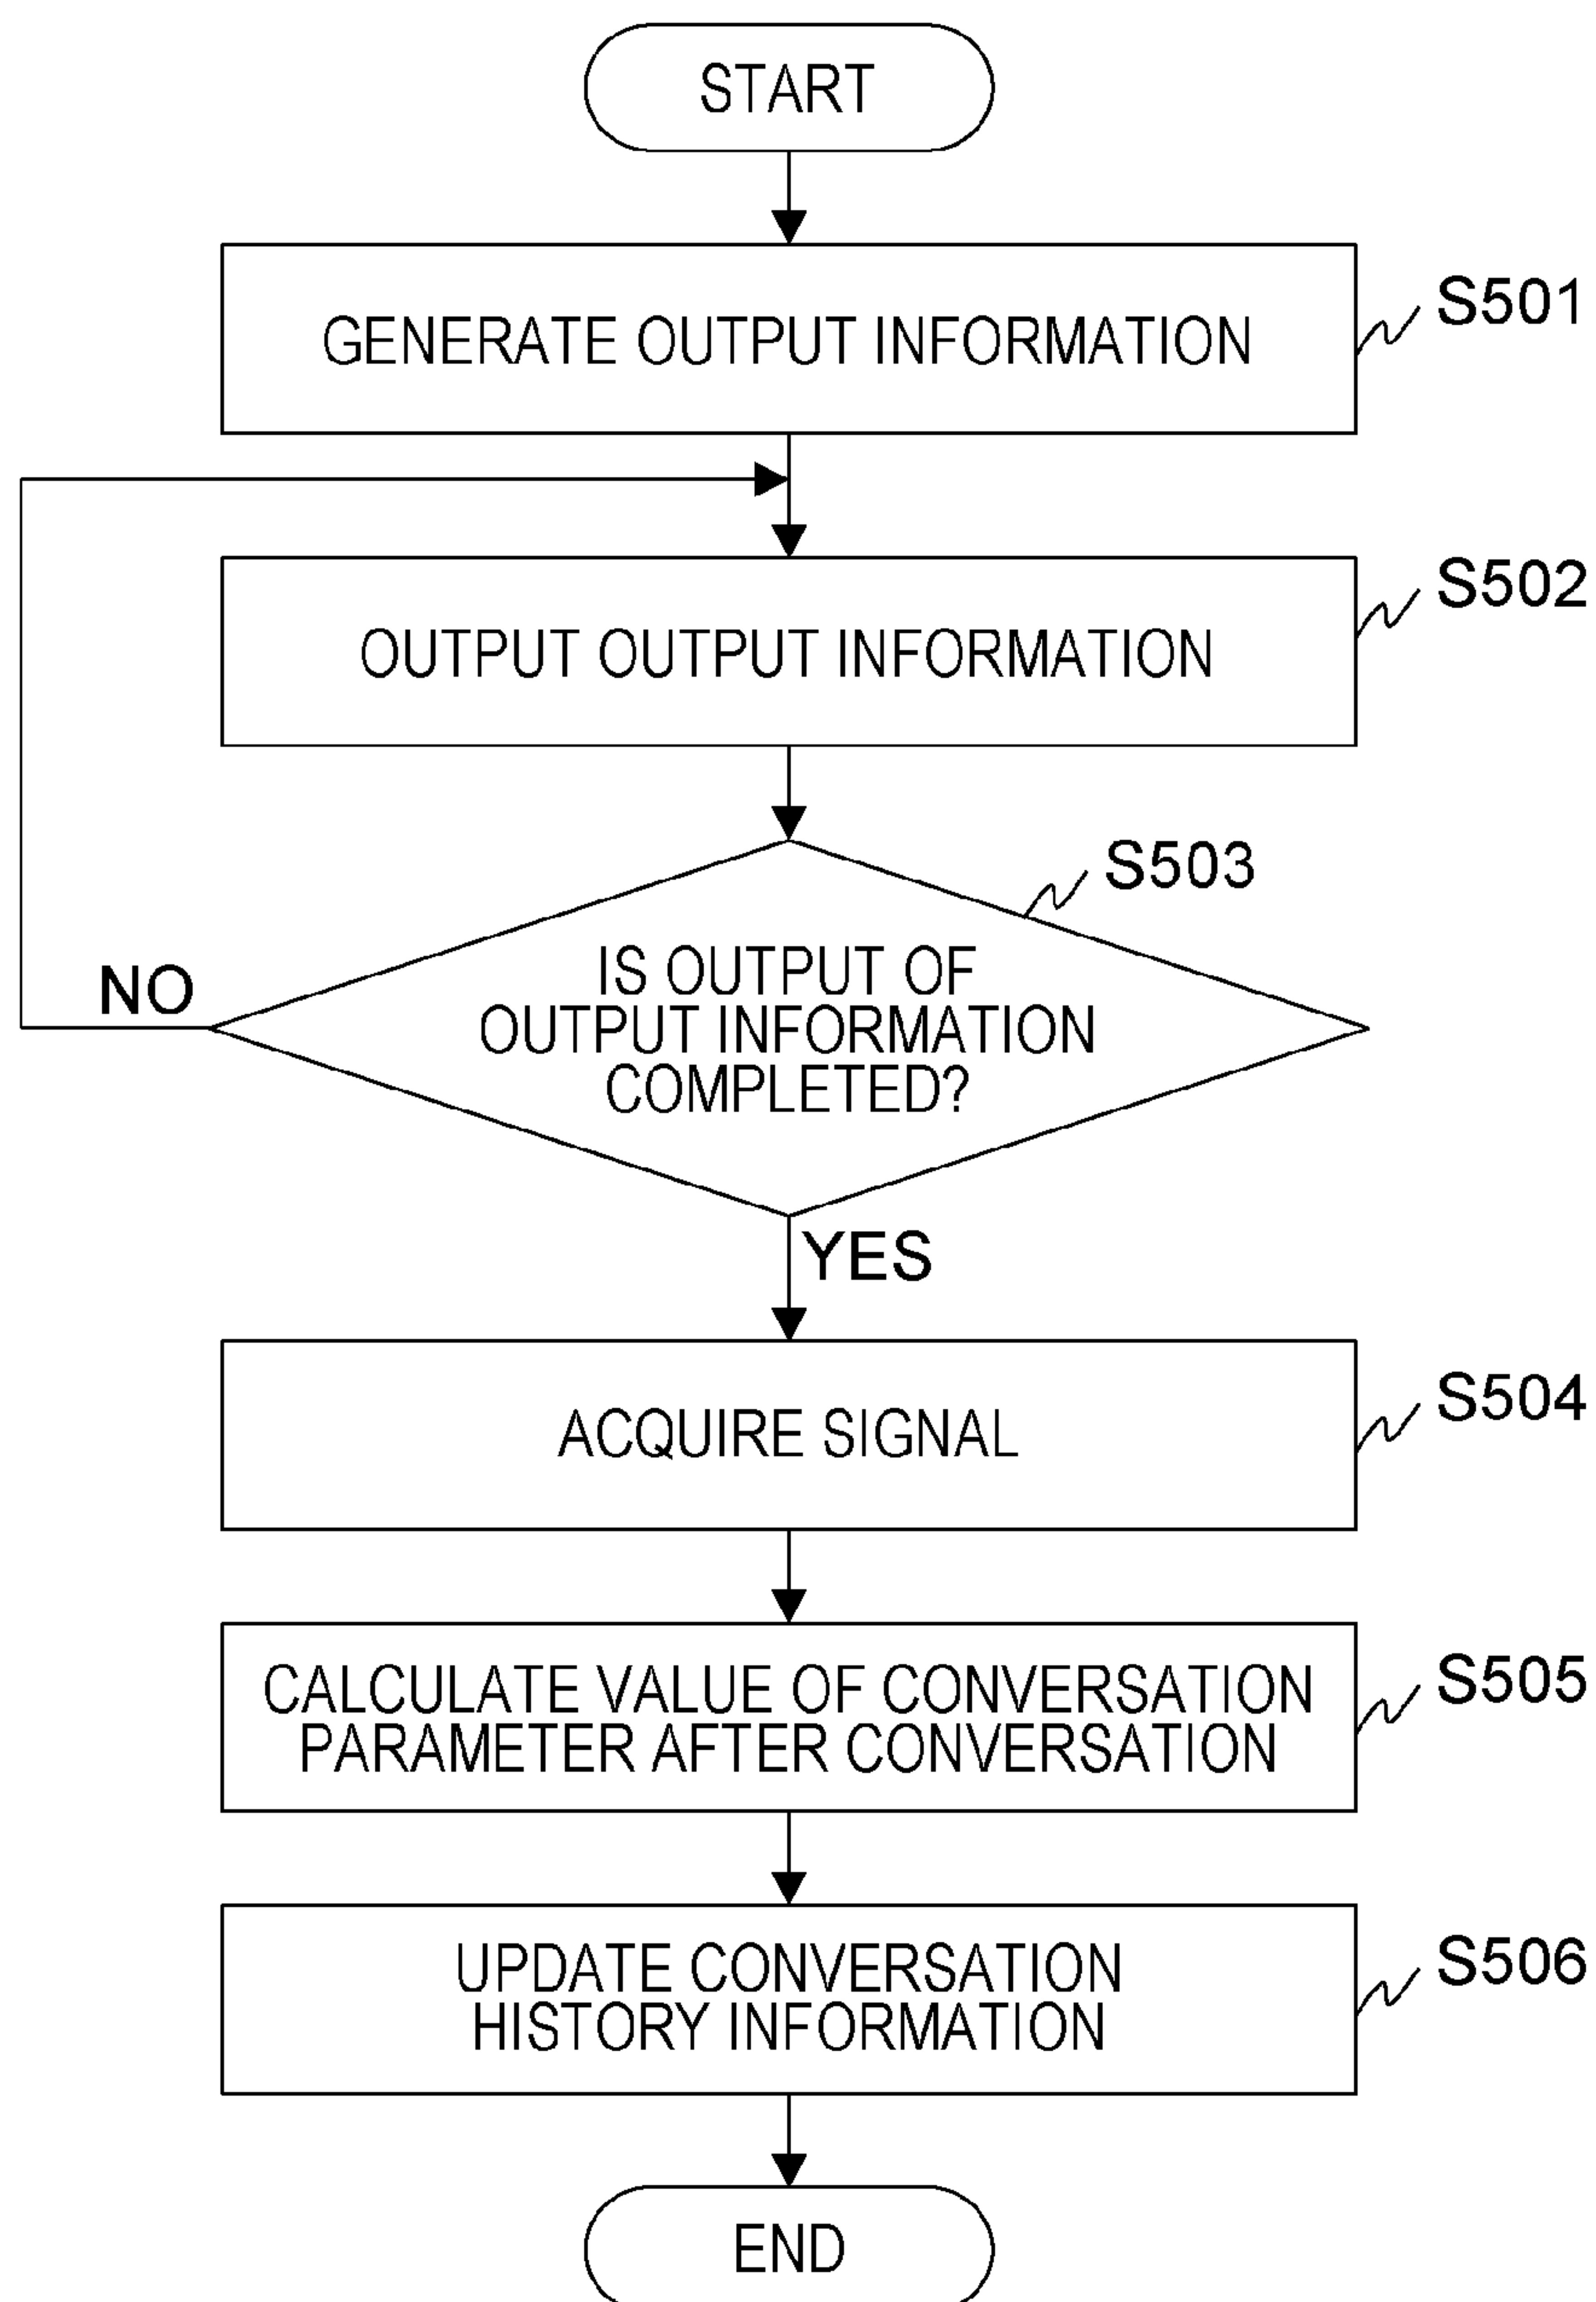 START
GENERATE OUTPUT INFORMATION
S501
OUTPUT OUTPUT INFORMATION
S502
S503
IS OUTPUT OF
OUTPUT INFORMATION
COMPLETED?
NO
YES
ACQUIRE SIGNAL
S504
CALCULATE VALUE OF CONVERSATION
PARAMETER AFTER CONVERSATION
S505
UPDATE CONVERSATION
HISTORY INFORMATION
S506
END